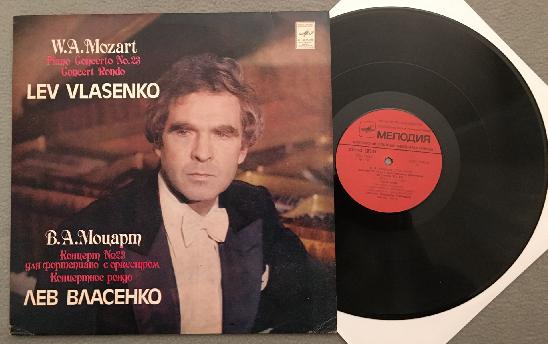 W.A.Mozart
Piano Concerto No.23
Concert Rondo
LEV VLASENKO
В.А.Моцарт
Концерт №23
для фортепиано с оркестром
Концертное рондо
ЛЕВ ВЛАСЕНКО
МЕЛОДИЯ